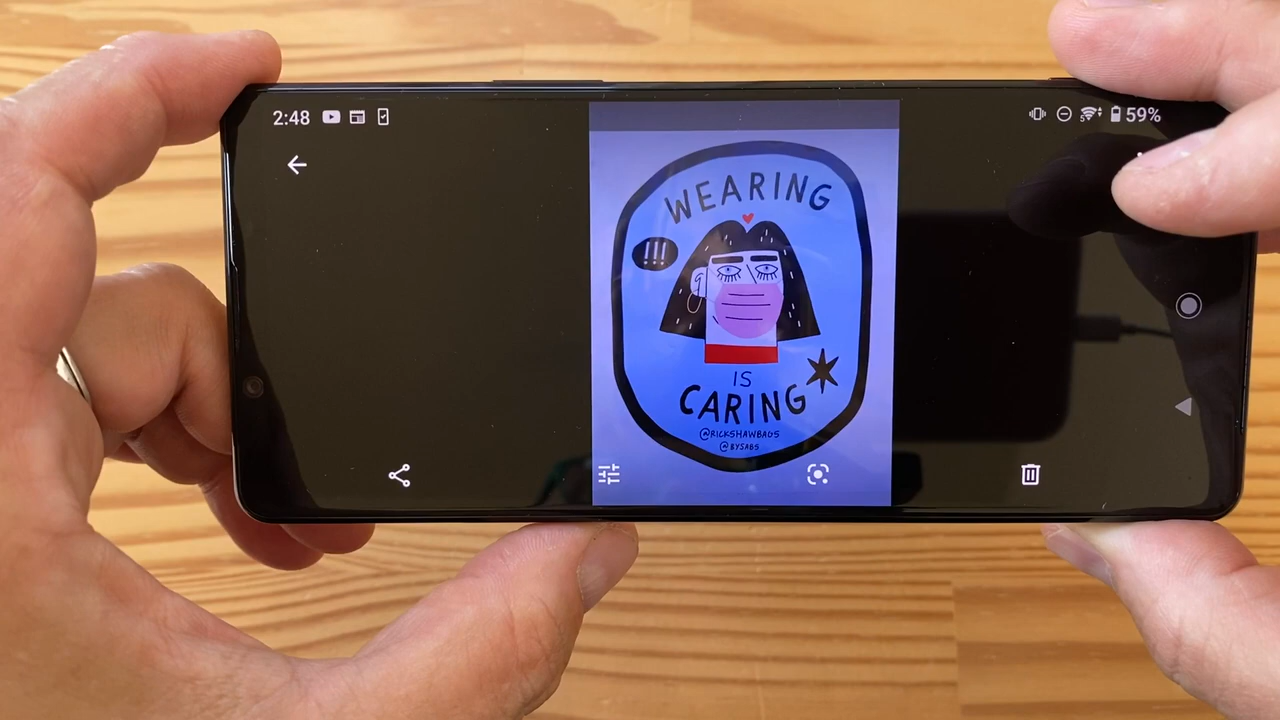 2:48
59%
WEARING
!!!
IS
CARING
@RICKSHAWBAGS
@BYSABS